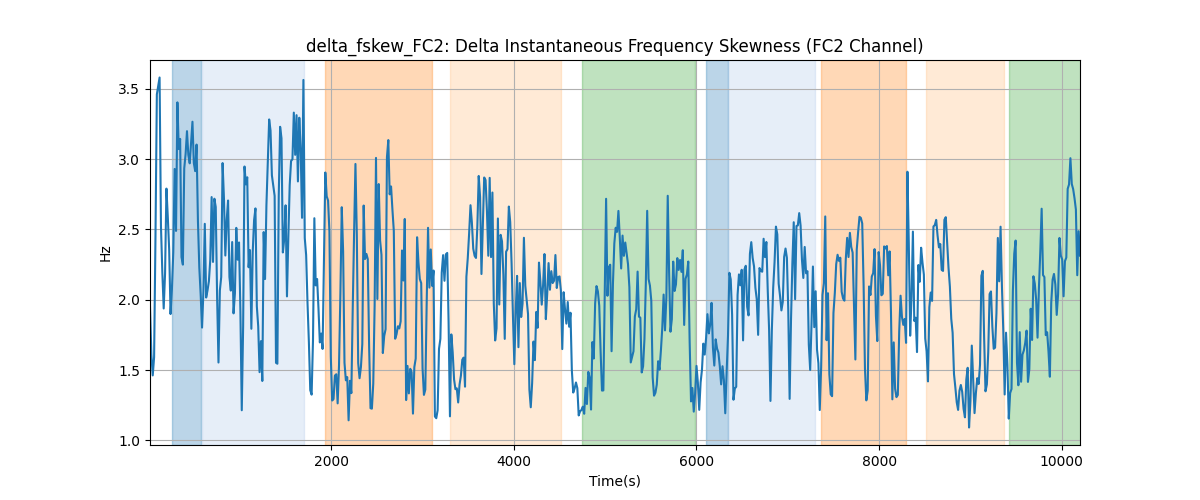 delta_fskew_FC2: Delta Instantaneous Frequency Skewness (FC2 Channel)
3.5
3.0
2.5
2.0
1.5
1.0
Hz
2000 4000 6000 8000 10000
Time(s)